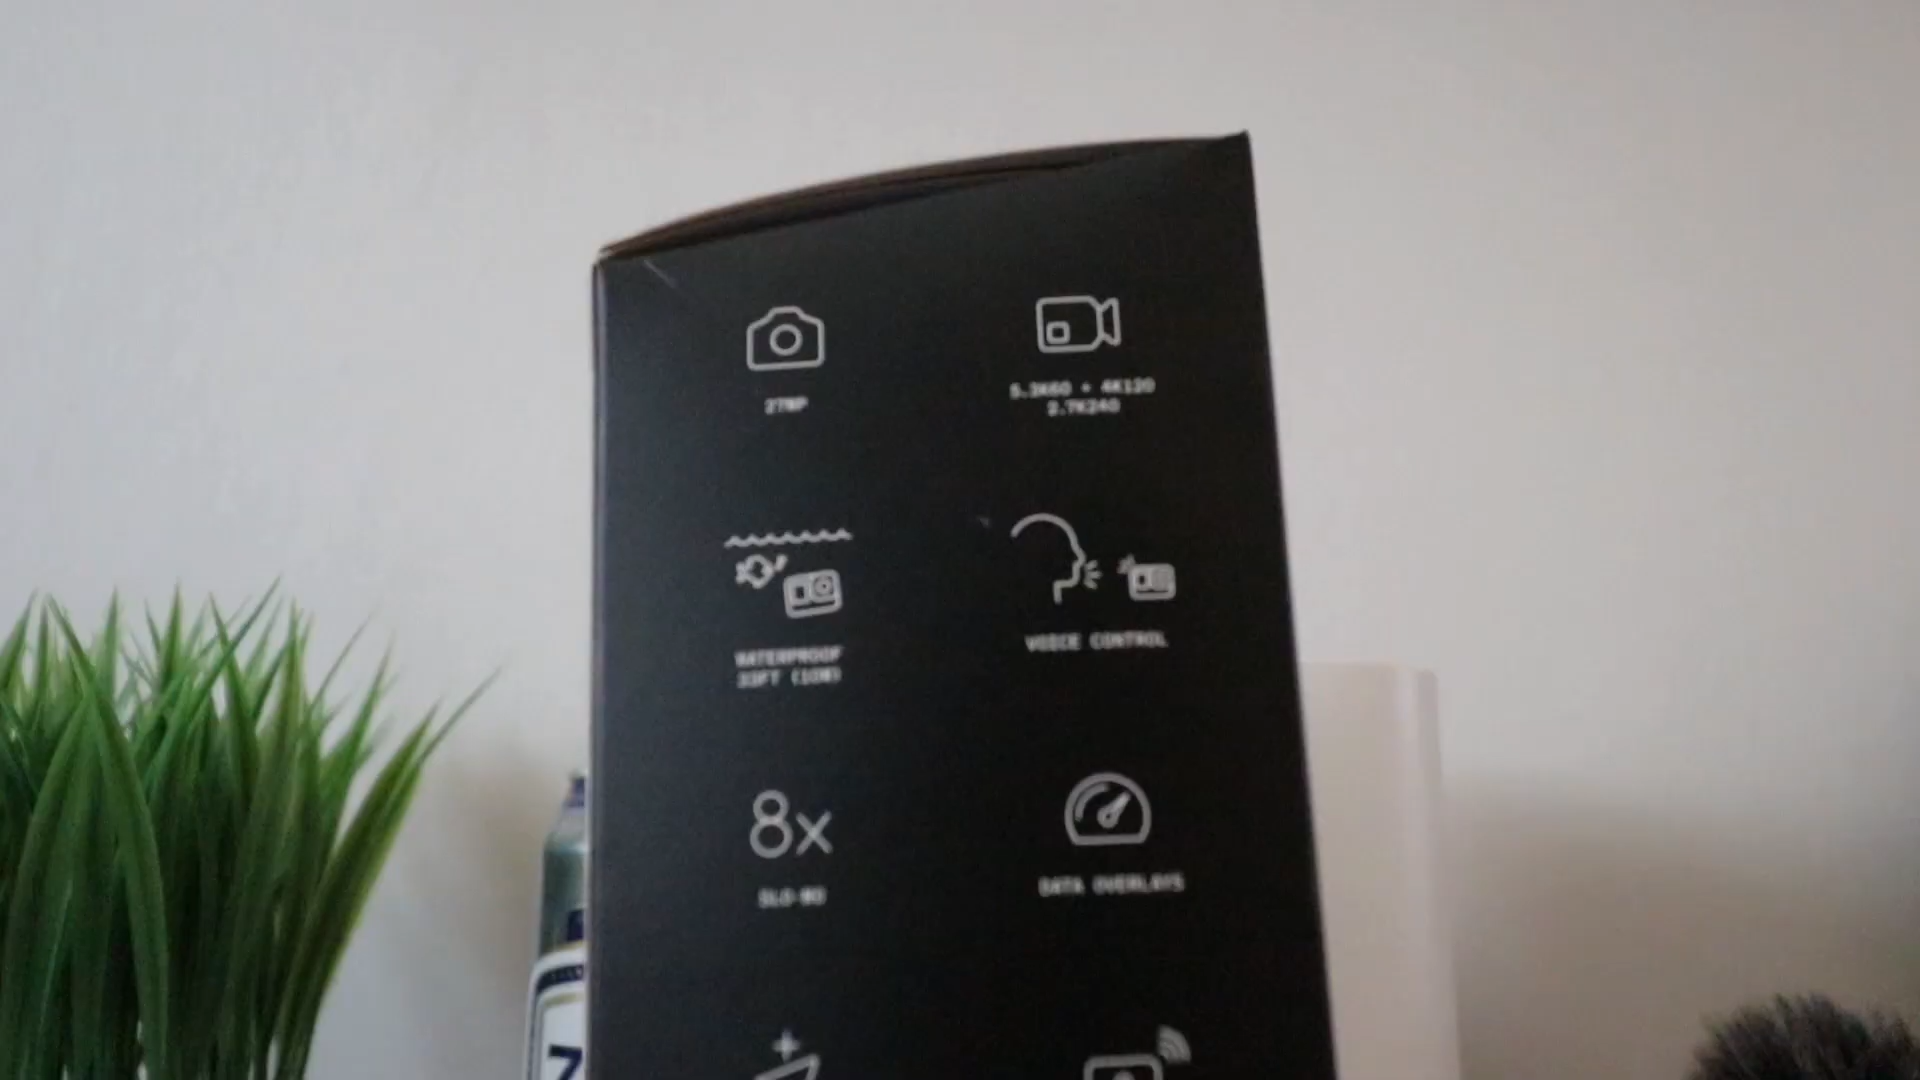 27MP
5.3K60 + 4K120
2.7K240
WATERPROOF
33FT (10M)
VOICE CONTROL
8x
SLO-MO
DATA OVERLAYS
Z